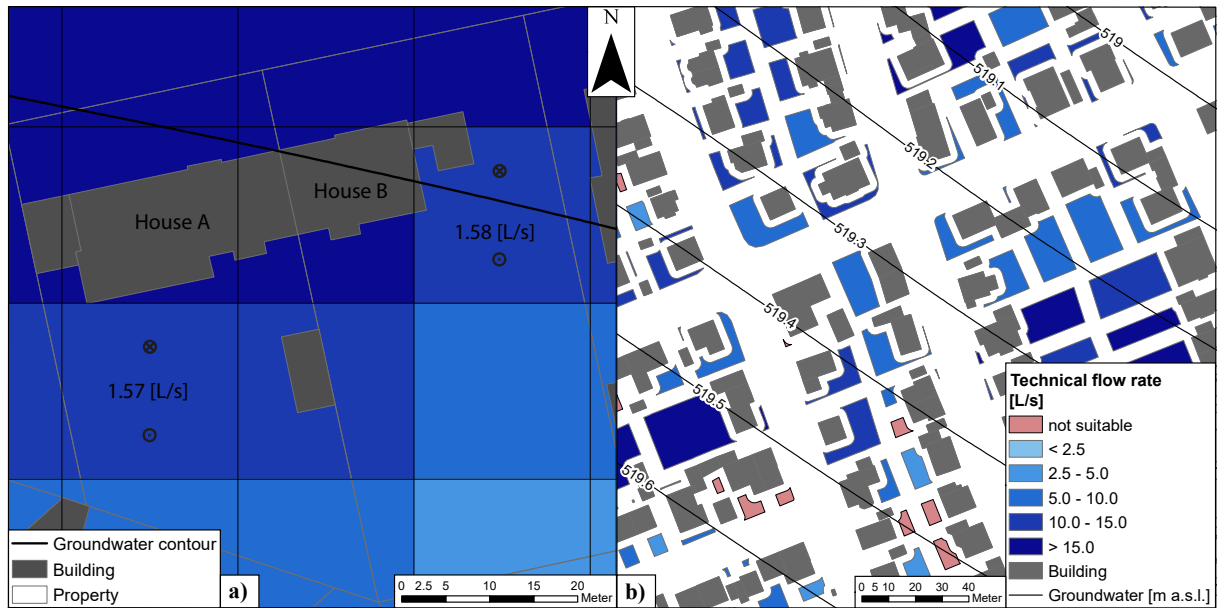 House A
House B
1.58 [L/s]
1.57 [L/s]
Groundwater contour
Building
Property
a)
0 2.5 5 10 15 20
Meter
N
519
519.1
519.2
519.3
519.4
519.5
519.6
Technical flow rate
[L/s]
not suitable
< 2.5
2.5 - 5.0
5.0 - 10.0
10.0 - 15.0
> 15.0
Building
Groundwater [m a.s.l.]
b)
0 5 10 20 30 40
Meter